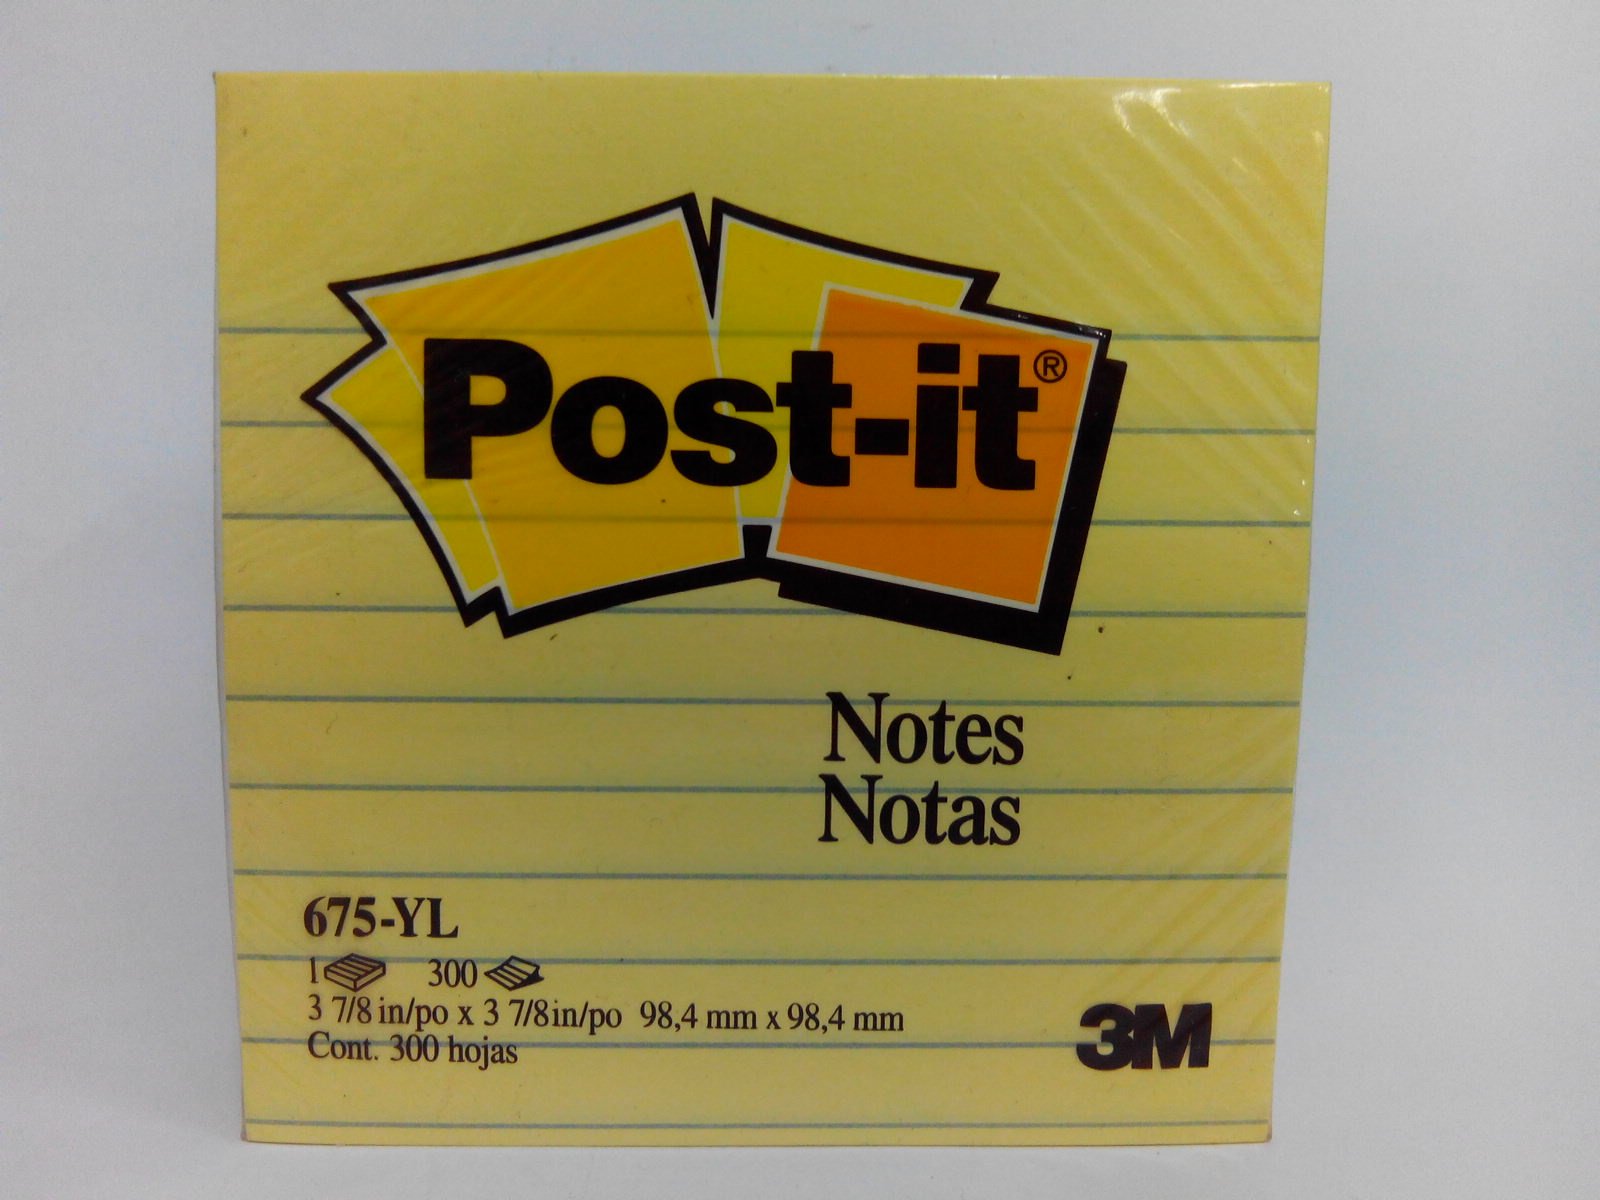 Post-it®
Notes
Notas
675-YL
1 300
3 7/8 in/po x 3 7/8 in/po 98,4 mm x 98,4 mm
Cont. 300 hojas
3M